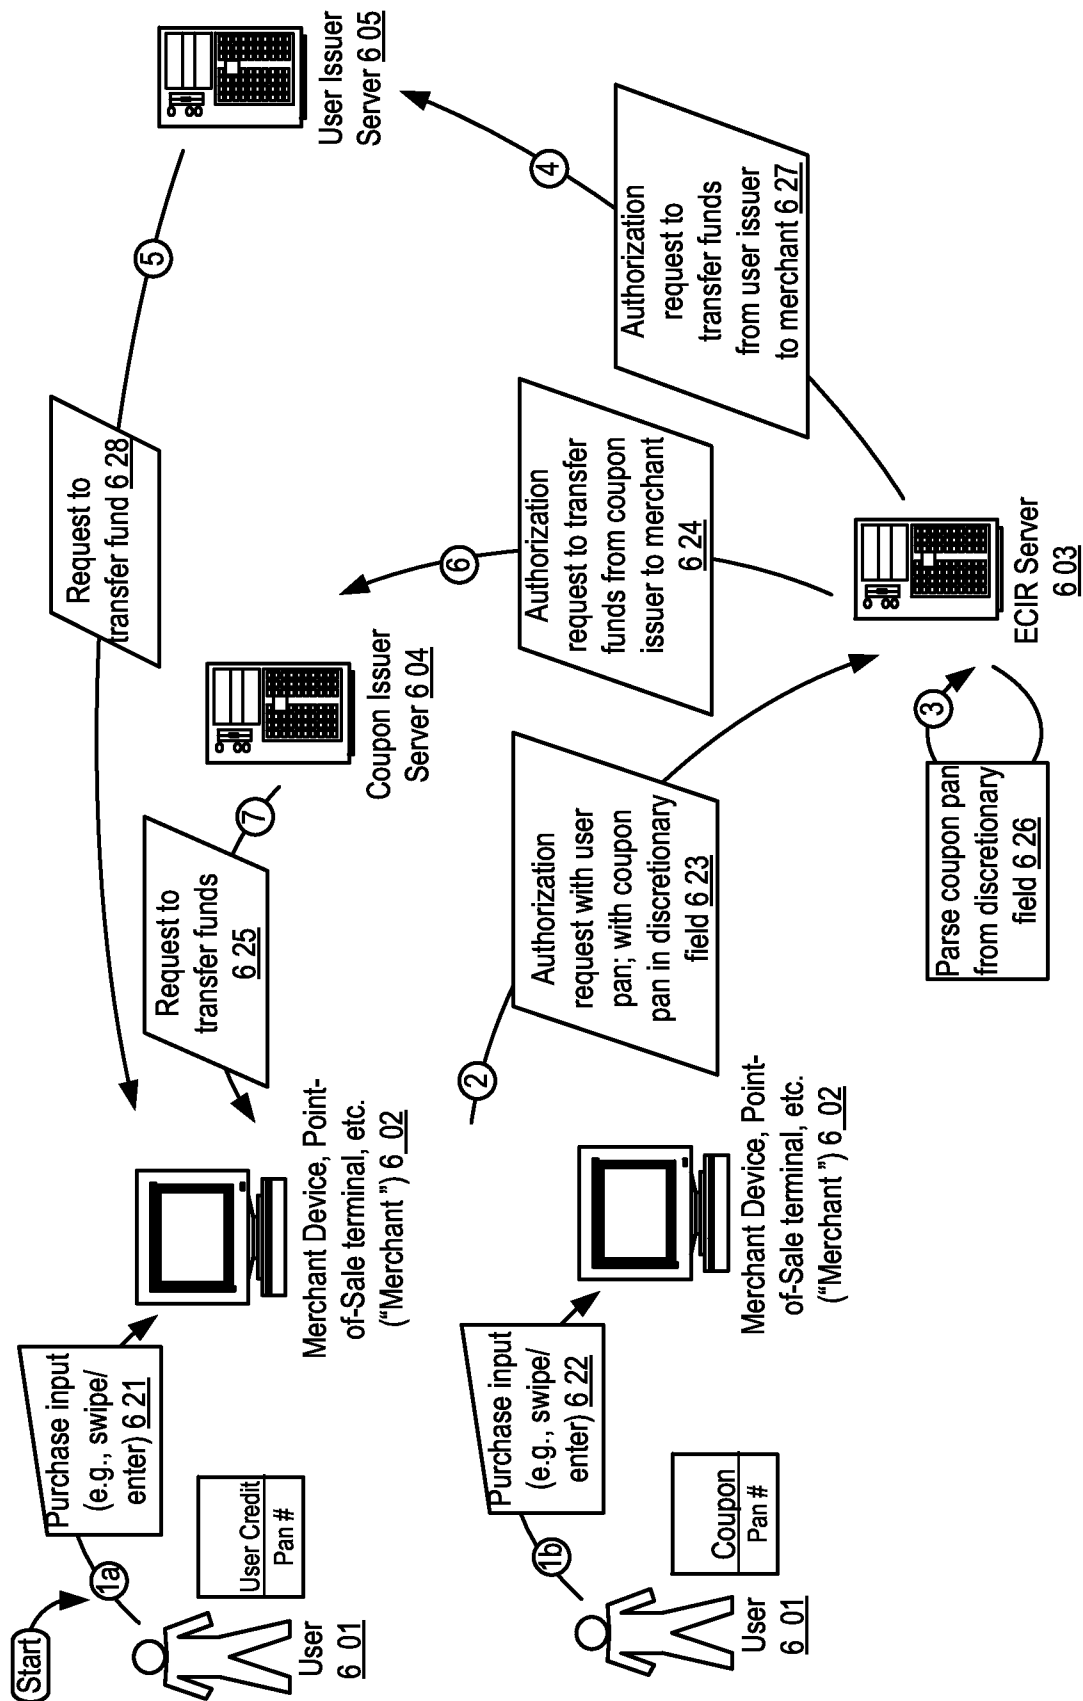 Start
1a
User
6 01
User Credit
Pan #
Purchase input
(e.g., swipe/
enter) 6 21
Merchant Device, Point-
of-Sale terminal, etc.
("Merchant ") 6 02
1b
User
6 01
Coupon
Pan #
Purchase input
(e.g., swipe/
enter) 6 22
Merchant Device, Point-
of-Sale terminal, etc.
("Merchant ") 6 02
2
Authorization
request with user
pan; with coupon
pan in discretionary
field 6 23
3
Parse coupon pan
from discretionary
field 6 26
ECIR Server
6 03
4
Authorization
request to
transfer funds
from user issuer
to merchant 6 27
User Issuer
Server 6 05
5
Request to
transfer fund 6 28
6
Authorization
request to transfer
funds from coupon
issuer to merchant
6 24
Coupon Issuer
Server 6 04
7
Request to
transfer funds
6 25